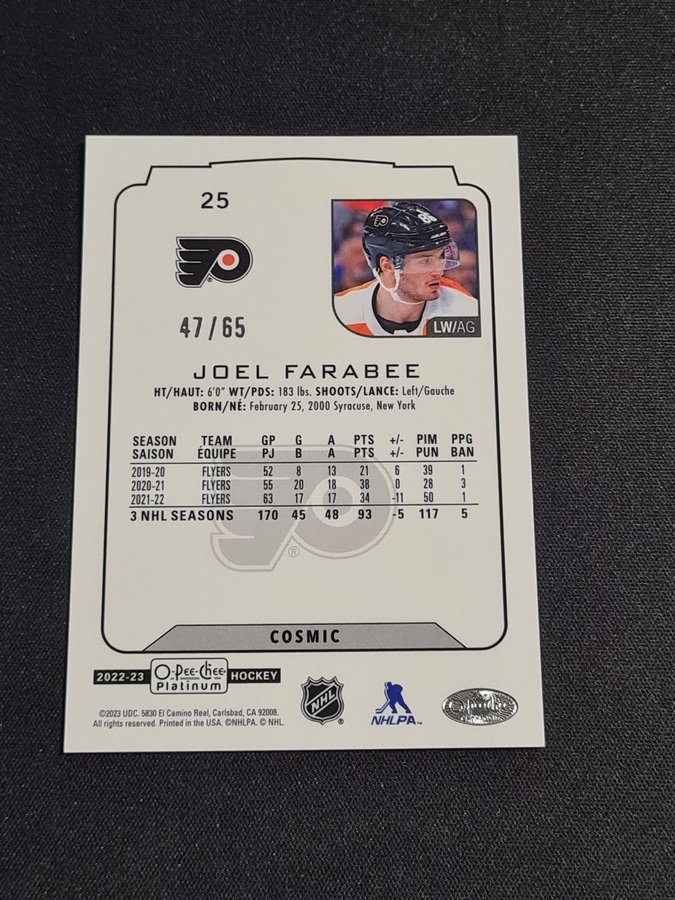 25
47/65
86
LW/AG
JOEL FARABEE
HT/HAUT: 6'0" WT/PDS: 183 lbs. SHOOTS/LANCE: Left/Gauche
BORN/NÉ: February 25, 2000 Syracuse, New York
SEASON TEAM GP G A PTS +/- PIM PPG
SAISON ÉQUIPE PJ B A PTS +/- PUN BAN
2019-20 FLYERS 52 8 13 21 6 39 1
2020-21 FLYERS 55 20 18 38 0 28 3
2021-22 FLYERS 63 17 17 34 -11 50 1
3 NHL SEASONS 170 45 48 93 -5 117 5
®
COSMIC
2022-23 O-Pee-Chee Platinum HOCKEY
NHL
NHLPA™
©2023 UDC. 5830 El Camino Real, Carlsbad, CA 92008.
All rights reserved. Printed in the USA. ©NHLPA. © NHL.